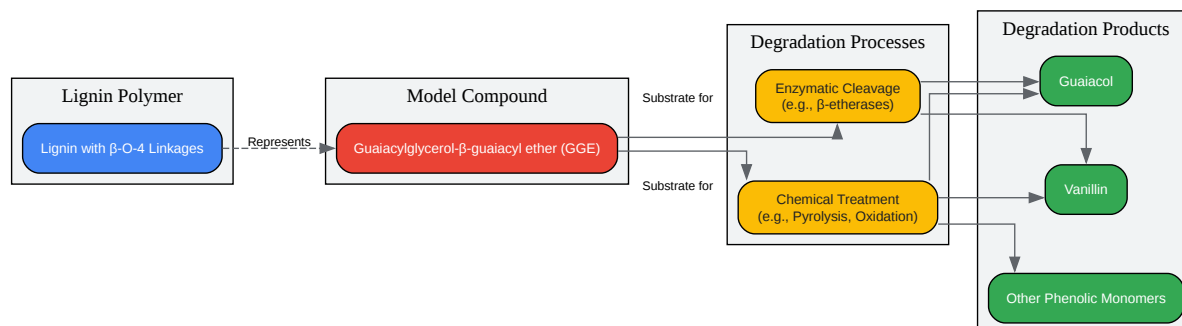 Lignin Polymer
Lignin with β-O-4 Linkages
Represents
Model Compound
Guaiacylglycerol-β-guaiacyl ether (GGE)
Substrate for
Substrate for
Degradation Processes
Enzymatic Cleavage
(e.g., β-etherases)
Chemical Treatment
(e.g., Pyrolysis, Oxidation)
Degradation Products
Guaiacol
Vanillin
Other Phenolic Monomers